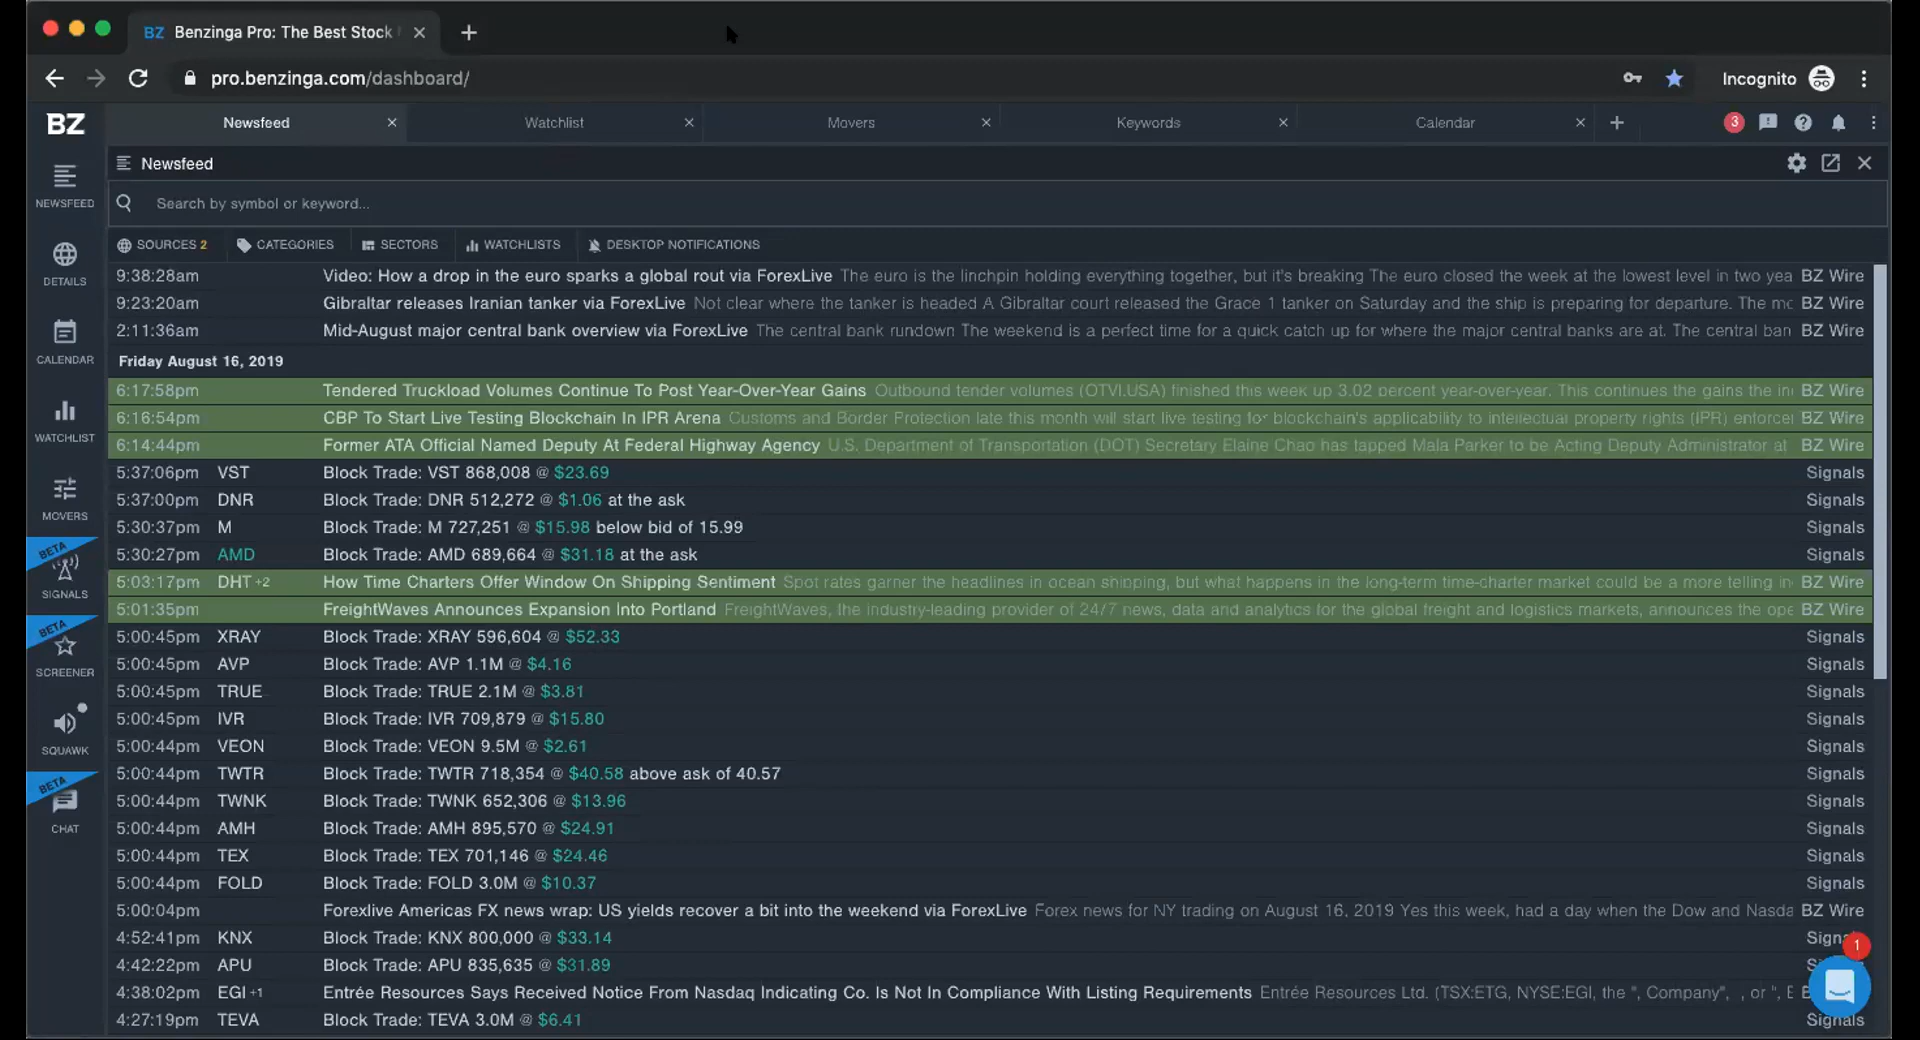 BZ Benzinga Pro: The Best Stock
pro.benzinga.com/dashboard/
Incognito
BZ
Newsfeed Watchlist Movers Keywords Calendar
3
Newsfeed
Search by symbol or keyword...
SOURCES 2 CATEGORIES SECTORS WATCHLISTS DESKTOP NOTIFICATIONS
NEWSFEED
DETAILS
CALENDAR
WATCHLIST
MOVERS
BETA
SIGNALS
BETA
SCREENER
SQUAWK
BETA
CHAT
9:38:28am Video: How a drop in the euro sparks a global rout via ForexLive The euro is the linchpin holding everything together, but it's breaking The euro closed the week at the lowest level in two yea BZ Wire
9:23:20am Gibraltar releases Iranian tanker via ForexLive Not clear where the tanker is headed A Gibraltar court released the Grace 1 tanker on Saturday and the ship is preparing for departure. The mo BZ Wire
2:11:36am Mid-August major central bank overview via ForexLive The central bank rundown The weekend is a perfect time for a quick catch up for where the major central banks are at. The central ban BZ Wire
Friday August 16, 2019
6:17:58pm Tendered Truckload Volumes Continue To Post Year-Over-Year Gains Outbound tender volumes (OTVI.USA) finished this week up 3.02 percent year-over-year. This continues the gains the in BZ Wire
6:16:54pm CBP To Start Live Testing Blockchain In IPR Arena Customs and Border Protection late this month will start live testing for blockchain's applicability to intellectual property rights (IPR) enforce BZ Wire
6:14:44pm Former ATA Official Named Deputy At Federal Highway Agency U.S. Department of Transportation (DOT) Secretary Elaine Chao has tapped Mala Parker to be Acting Deputy Administrator at BZ Wire
5:37:06pm VST Block Trade: VST 868,008 @ $23.69 Signals
5:37:00pm DNR Block Trade: DNR 512,272 @ $1.06 at the ask Signals
5:30:37pm M Block Trade: M 727,251 @ $15.98 below bid of 15.99 Signals
5:30:27pm AMD Block Trade: AMD 689,664 @ $31.18 at the ask Signals
5:03:17pm DHT +2 How Time Charters Offer Window On Shipping Sentiment Spot rates garner the headlines in ocean shipping, but what happens in the long-term time-charter market could be a more telling in BZ Wire
5:01:35pm FreightWaves Announces Expansion Into Portland FreightWaves, the industry-leading provider of 24/7 news, data and analytics for the global freight and logistics markets, announces the ope BZ Wire
5:00:45pm XRAY Block Trade: XRAY 596,604 @ $52.33 Signals
5:00:45pm AVP Block Trade: AVP 1.1M @ $4.16 Signals
5:00:45pm TRUE Block Trade: TRUE 2.1M @ $3.81 Signals
5:00:45pm IVR Block Trade: IVR 709,879 @ $15.80 Signals
5:00:44pm VEON Block Trade: VEON 9.5M @ $2.61 Signals
5:00:44pm TWTR Block Trade: TWTR 718,354 @ $40.58 above ask of 40.57 Signals
5:00:44pm TWNK Block Trade: TWNK 652,306 @ $13.96 Signals
5:00:44pm AMH Block Trade: AMH 895,570 @ $24.91 Signals
5:00:44pm TEX Block Trade: TEX 701,146 @ $24.46 Signals
5:00:44pm FOLD Block Trade: FOLD 3.0M @ $10.37 Signals
5:00:04pm Forexlive Americas FX news wrap: US yields recover a bit into the weekend via ForexLive Forex news for NY trading on August 16, 2019 Yes this week, had a day when the Dow and Nasda BZ Wire
4:52:41pm KNX Block Trade: KNX 800,000 @ $33.14 Signa
1
4:42:22pm APU Block Trade: APU 835,635 @ $31.89
4:38:02pm EGI +1 Entrée Resources Says Received Notice From Nasdaq Indicating Co. Is Not In Compliance With Listing Requirements Entrée Resources Ltd. (TSX:ETG, NYSE:EGI, the ", Company", , or ", E
4:27:19pm TEVA Block Trade: TEVA 3.0M @ $6.41 Signals